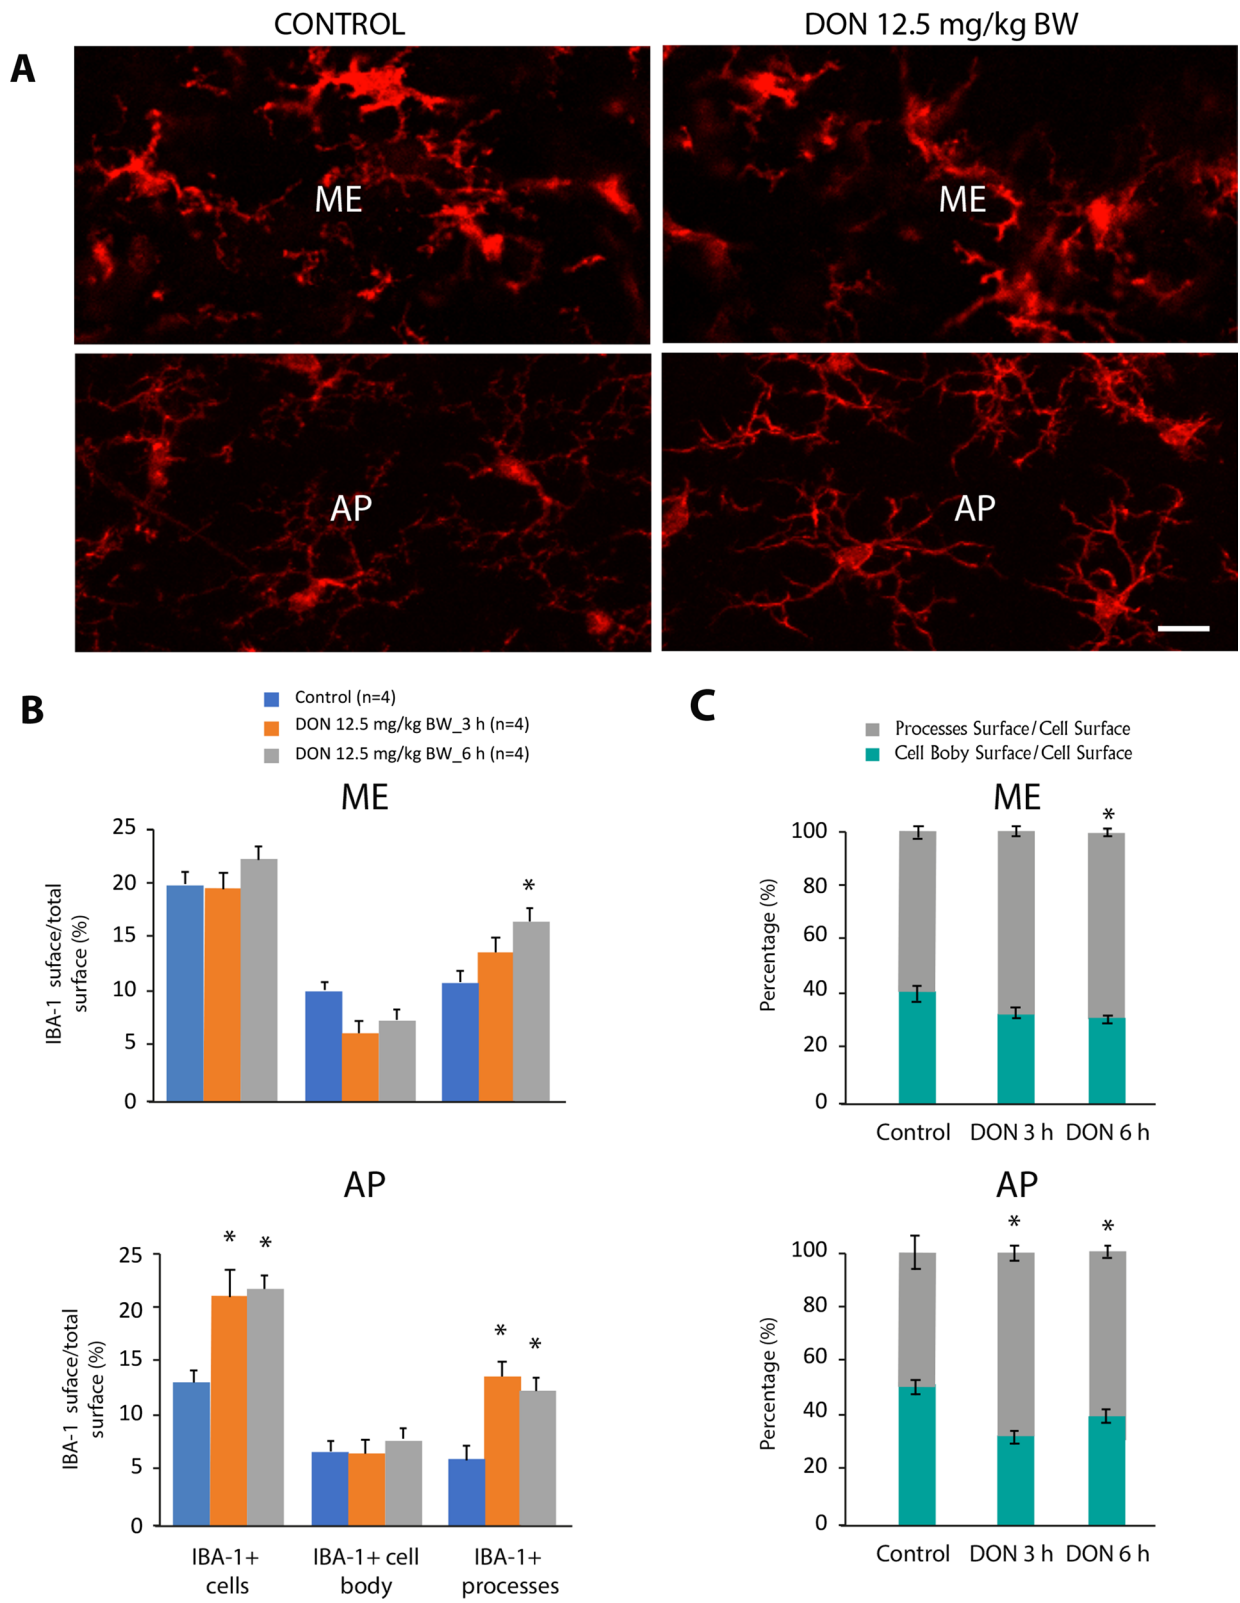 CONTROL
DON 12.5 mg/kg BW
A
ME
ME
AP
AP
B
Control (n=4)
DON 12.5 mg/kg BW_3 h (n=4)
DON 12.5 mg/kg BW_6 h (n=4)
ME
IBA-1 suface/total
surface (%)
25
20
15
10
5
0
*
AP
IBA-1 suface/total
surface (%)
25
20
15
10
5
0
*
*
*
*
IBA-1+
cells
IBA-1+ cell
body
IBA-1+
processes
C
Processes Surface/Cell Surface
Cell Boby Surface/Cell Surface
ME
*
Percentage (%)
100
80
60
40
20
0
Control
DON 3 h
DON 6 h
AP
*
*
Percentage (%)
100
80
60
40
20
0
Control
DON 3 h
DON 6 h